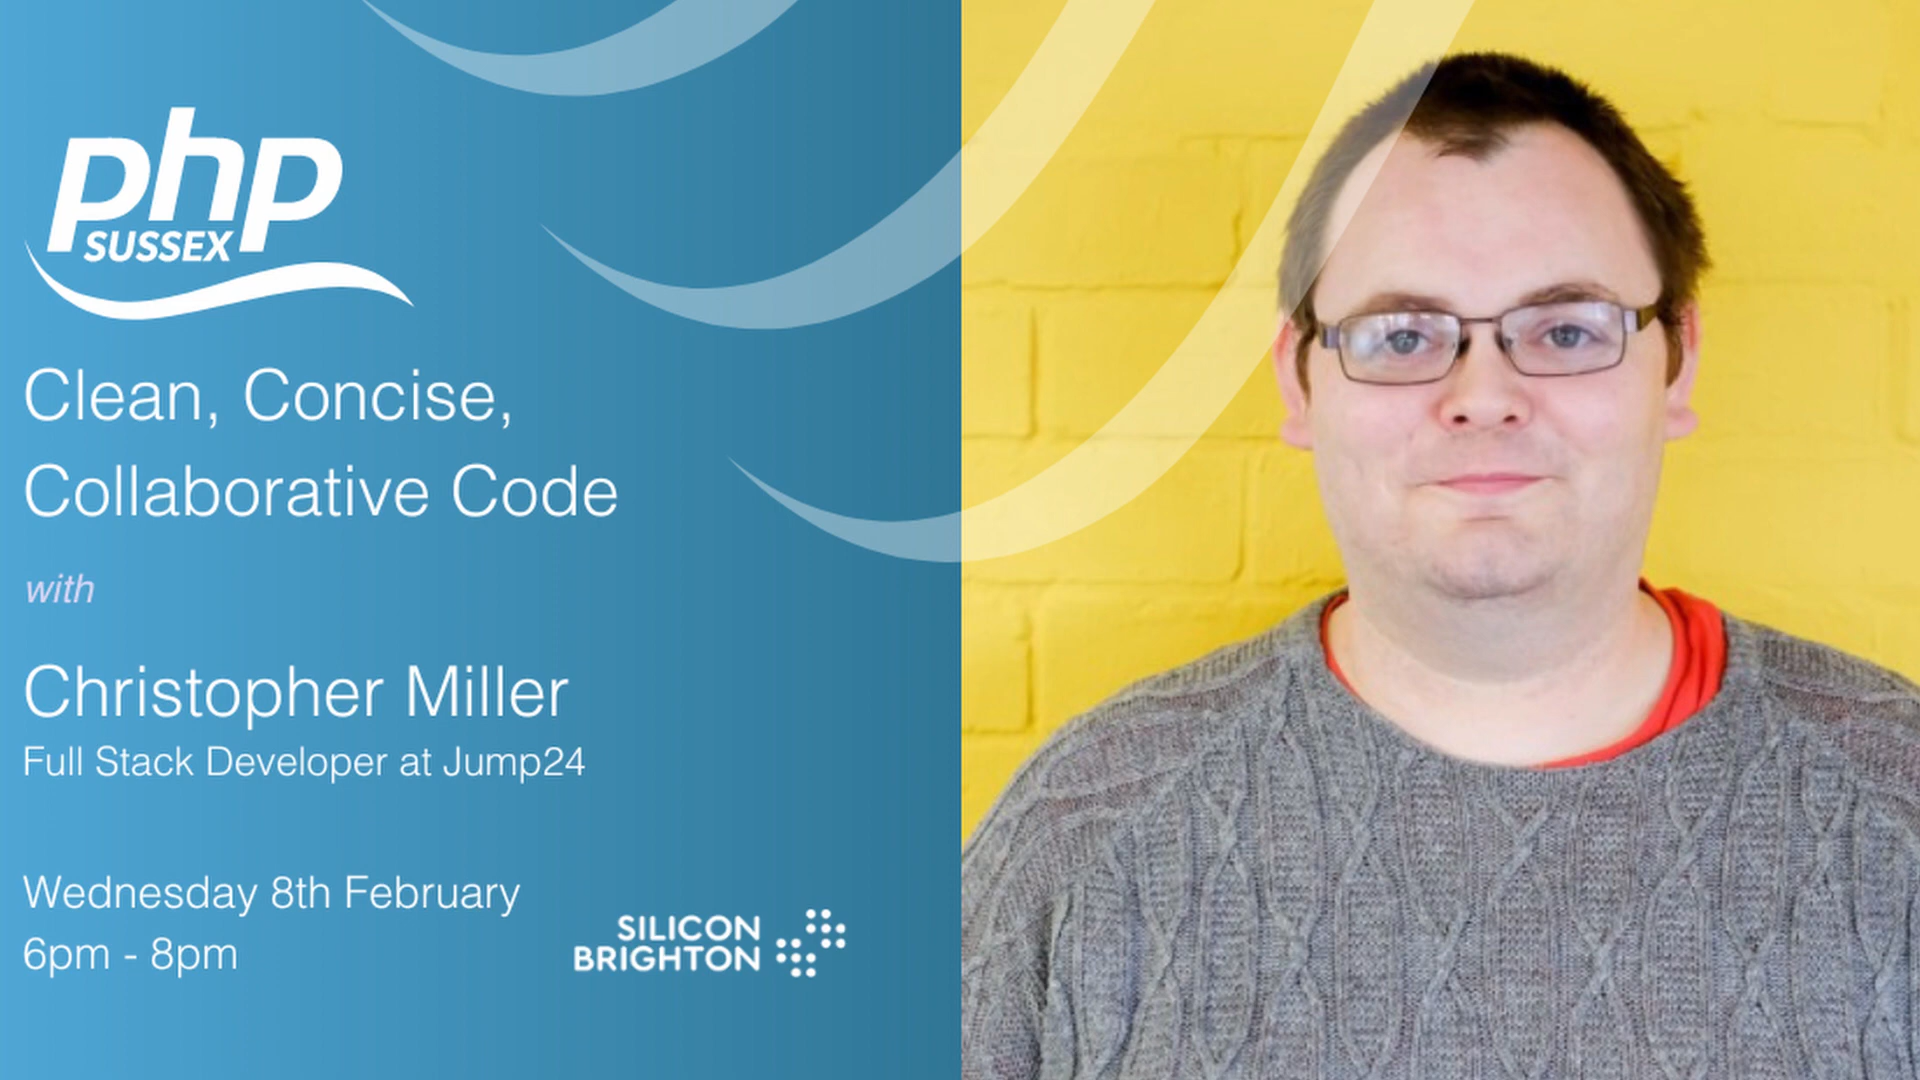 php
SUSSEX
Clean, Concise,
Collaborative Code
with
Christopher Miller
Full Stack Developer at Jump24
Wednesday 8th February
6pm - 8pm
SILICON
BRIGHTON